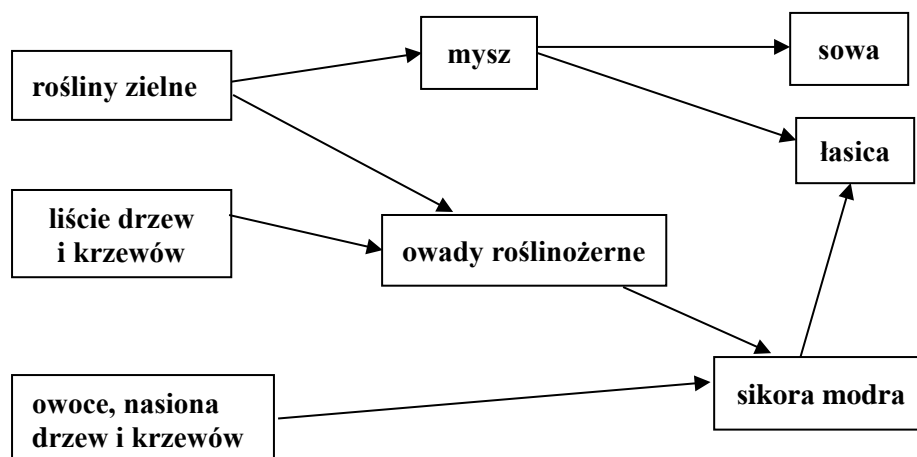 mysz
sowa
rośliny zielne
łasica
liście drzew
i krzewów
owady roślinożerne
sikora modra
owoce, nasiona
drzew i krzewów